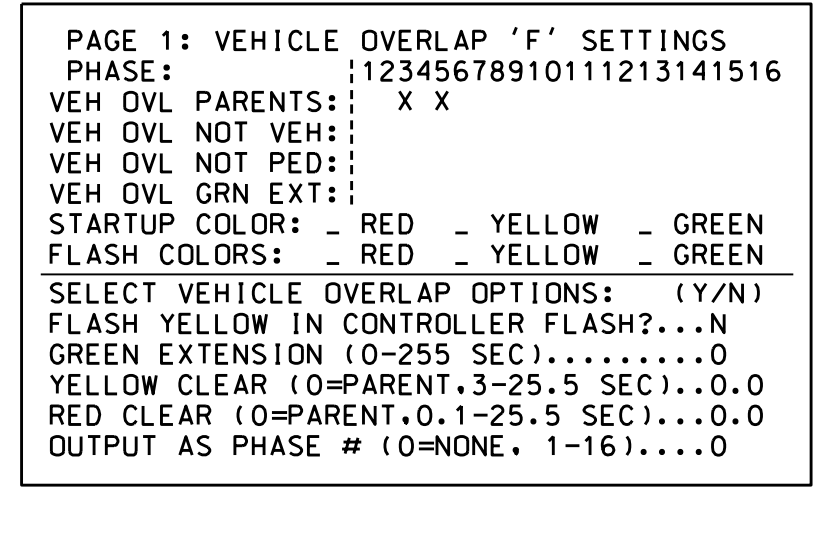 PAGE 1: VEHICLE OVERLAP 'F' SETTINGS
PHASE: ¦12345678910111213141516
VEH OVL PARENTS:¦ X X
VEH OVL NOT VEH:¦
VEH OVL NOT PED:¦
VEH OVL GRN EXT:¦
STARTUP COLOR: _ RED _ YELLOW _ GREEN
FLASH COLORS: _ RED _ YELLOW _ GREEN
SELECT VEHICLE OVERLAP OPTIONS: (Y/N)
FLASH YELLOW IN CONTROLLER FLASH?...N
GREEN EXTENSION (0-255 SEC).........0
YELLOW CLEAR (0=PARENT,3-25.5 SEC)..0.0
RED CLEAR (0=PARENT,0.1-25.5 SEC)...0.0
OUTPUT AS PHASE # (0=NONE, 1-16)....0